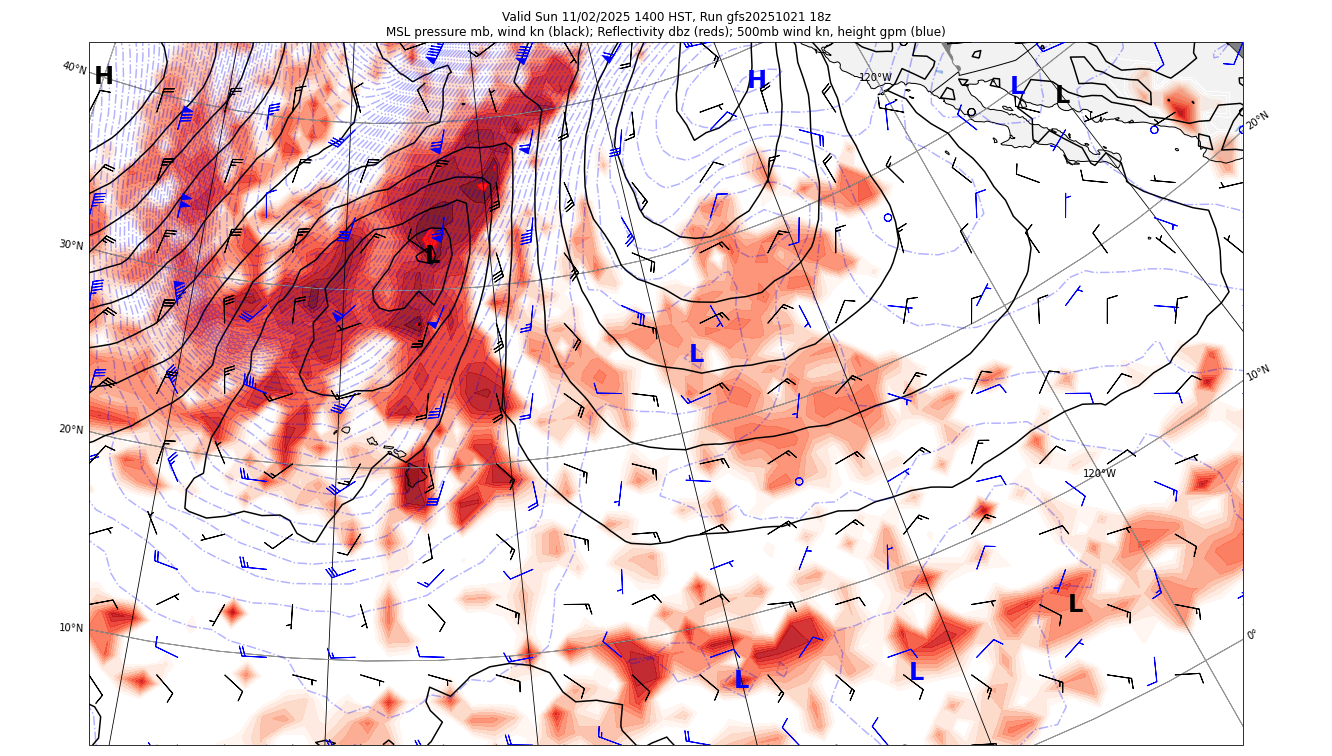 Valid Sun 11/02/2025 1400 HST, Run gfs20251021 18z
MSL pressure mb, wind kn (black); Reflectivity dbz (reds); 500mb wind kn, height gpm (blue)
40°N
H
H
120°W
L
L
20°N
30°N
L
L
10°N
20°N
120°W
10°N
L
0°
L
L